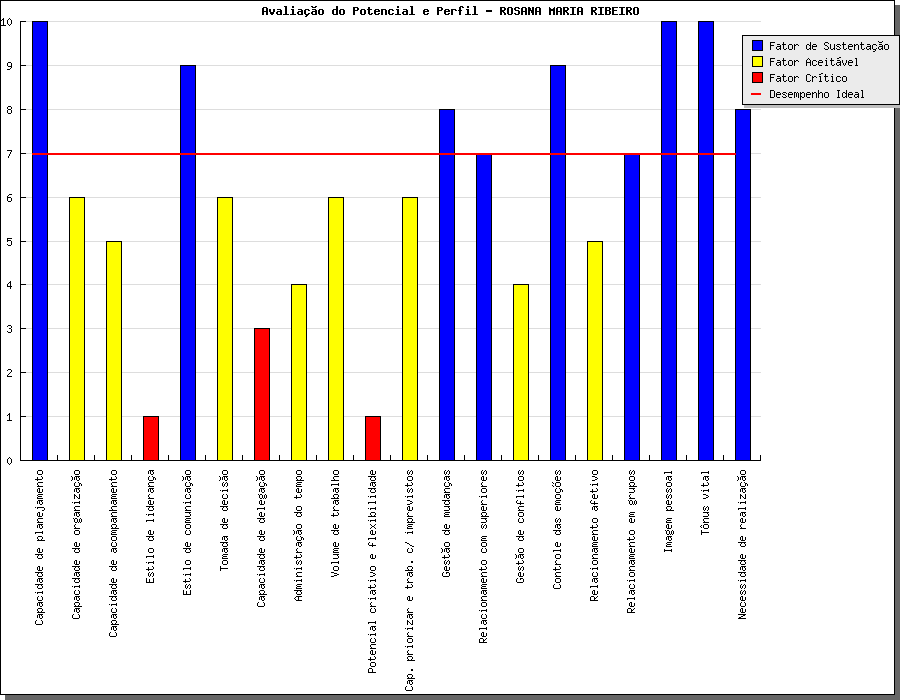 Avaliação do Potencial e Perfil - ROSANA MARIA RIBEIRO
Fator de Sustentação
Fator Aceitável
Fator Crítico
Desempenho Ideal
10
9
8
7
6
5
4
3
2
1
0
Capacidade de planejamento
Capacidade de organização
Capacidade de acompanhamento
Estilo de liderança
Estilo de comunicação
Tomada de decisão
Capacidade de delegação
Administração do tempo
Volume de trabalho
Potencial criativo e flexibilidade
Cap. priorizar e trab. c/ imprevistos
Gestão de mudanças
Relacionamento com superiores
Gestão de conflitos
Controle das emoções
Relacionamento afetivo
Relacionamento em grupos
Imagem pessoal
Tônus vital
Necessidade de realização